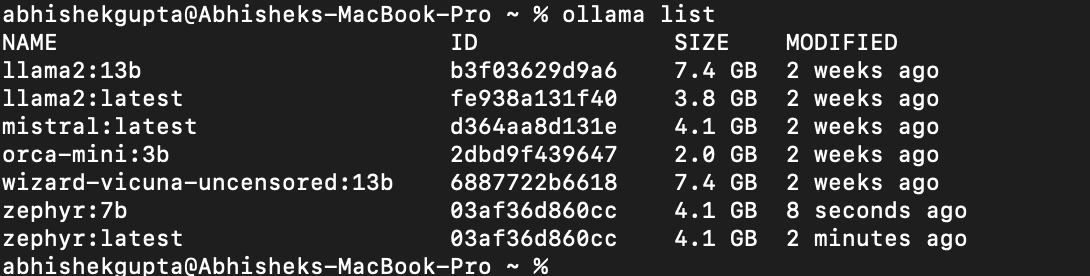 abhishekgupta@Abhisheks-MacBook-Pro ~ % ollama list
NAME ID SIZE MODIFIED
llama2:13b b3f03629d9a6 7.4 GB 2 weeks ago
llama2:latest fe938a131f40 3.8 GB 2 weeks ago
mistral:latest d364aa8d131e 4.1 GB 2 weeks ago
orca-mini:3b 2dbd9f439647 2.0 GB 2 weeks ago
wizard-vicuna-uncensored:13b 6887722b6618 7.4 GB 2 weeks ago
zephyr:7b 03af36d860cc 4.1 GB 8 seconds ago
zephyr:latest 03af36d860cc 4.1 GB 2 minutes ago
abhishekgupta@Abhisheks-MacBook-Pro ~ %